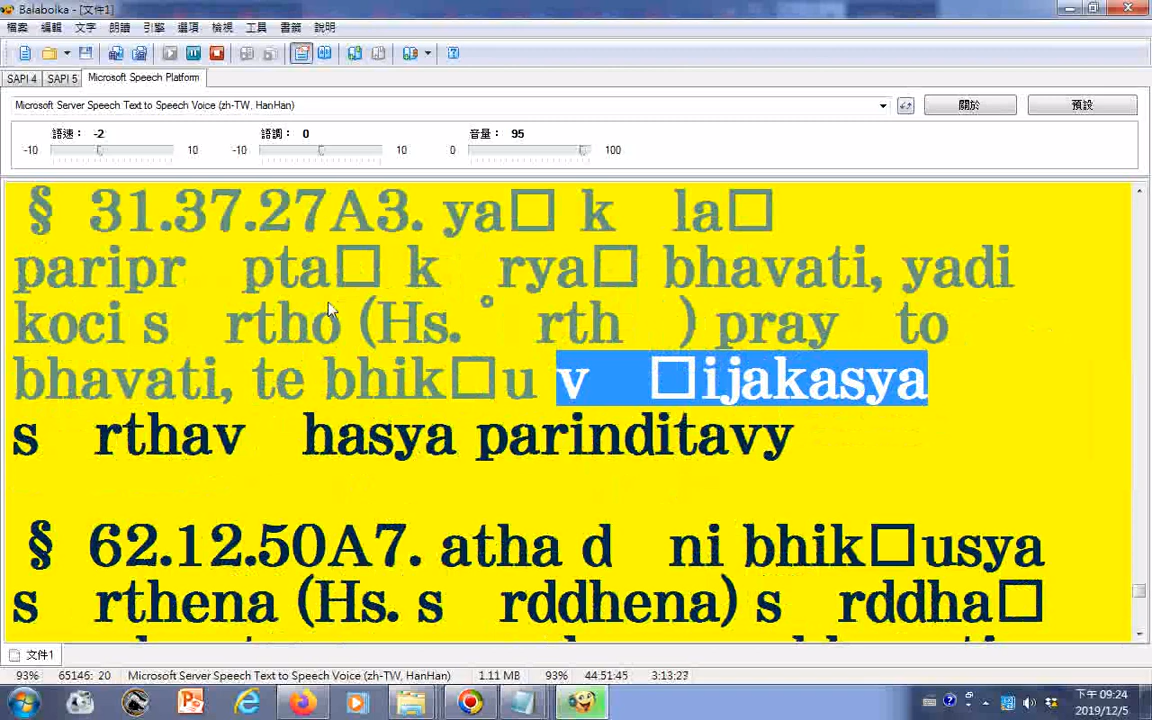 Balabolka - [文件1]
檔案 編輯 文字 朗讀 引擎 選項 檢視 工具 書籤 說明
SAPI 4 SAPI 5 Microsoft Speech Platform
Microsoft Server Speech Text to Speech Voice (zh-TW, HanHan) 關於 預設
語速： -2 語調： 0 音量： 95
-10 10 -10 10 0 100
§ 31.37.27A3. ya□ k la□
paripr pta□ k rya□ bhavati, yadi
koci s rtho (Hs. ° rth ) pray to
bhavati, te bhik□u v □ijakasya
s rthav hasya parinditavy
§ 62.12.50A7. atha d ni bhik□usya
s rthena (Hs. s rddhena) s rddha□
文件1
93% 65146: 20 Microsoft Server Speech Text to Speech Voice (zh-TW, HanHan) 1.11 MB 93% 44:51:45 3:13:23
下午 09:24
2019/12/5